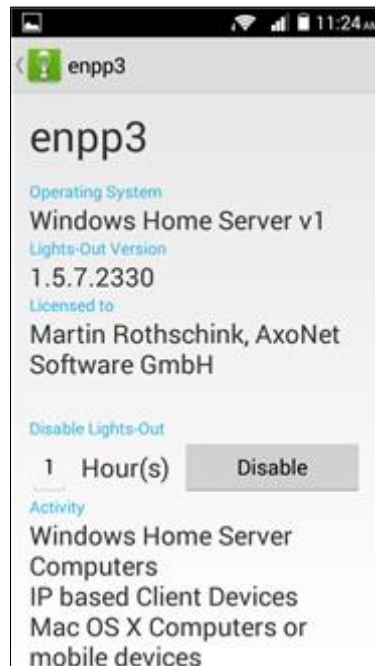 11:24 AM
enpp3
enpp3
Operating System
Windows Home Server v1
Lights-Out Version
1.5.7.2330
Licensed to
Martin Rothschink, AxoNet
Software GmbH
Disable Lights-Out
1 Hour(s) Disable
Activity
Windows Home Server
Computers
IP based Client Devices
Mac OS X Computers or
mobile devices